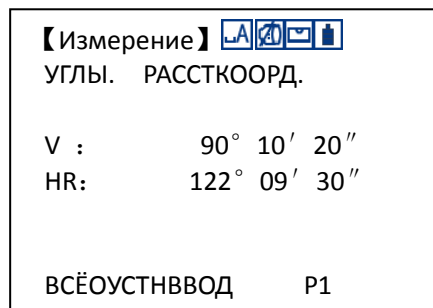 【Измерение】
УГЛЫ. РАССТКООРД.
V : 90° 10′ 20″
HR: 122° 09′ 30″
ВСЁОУСТНВВОД P1